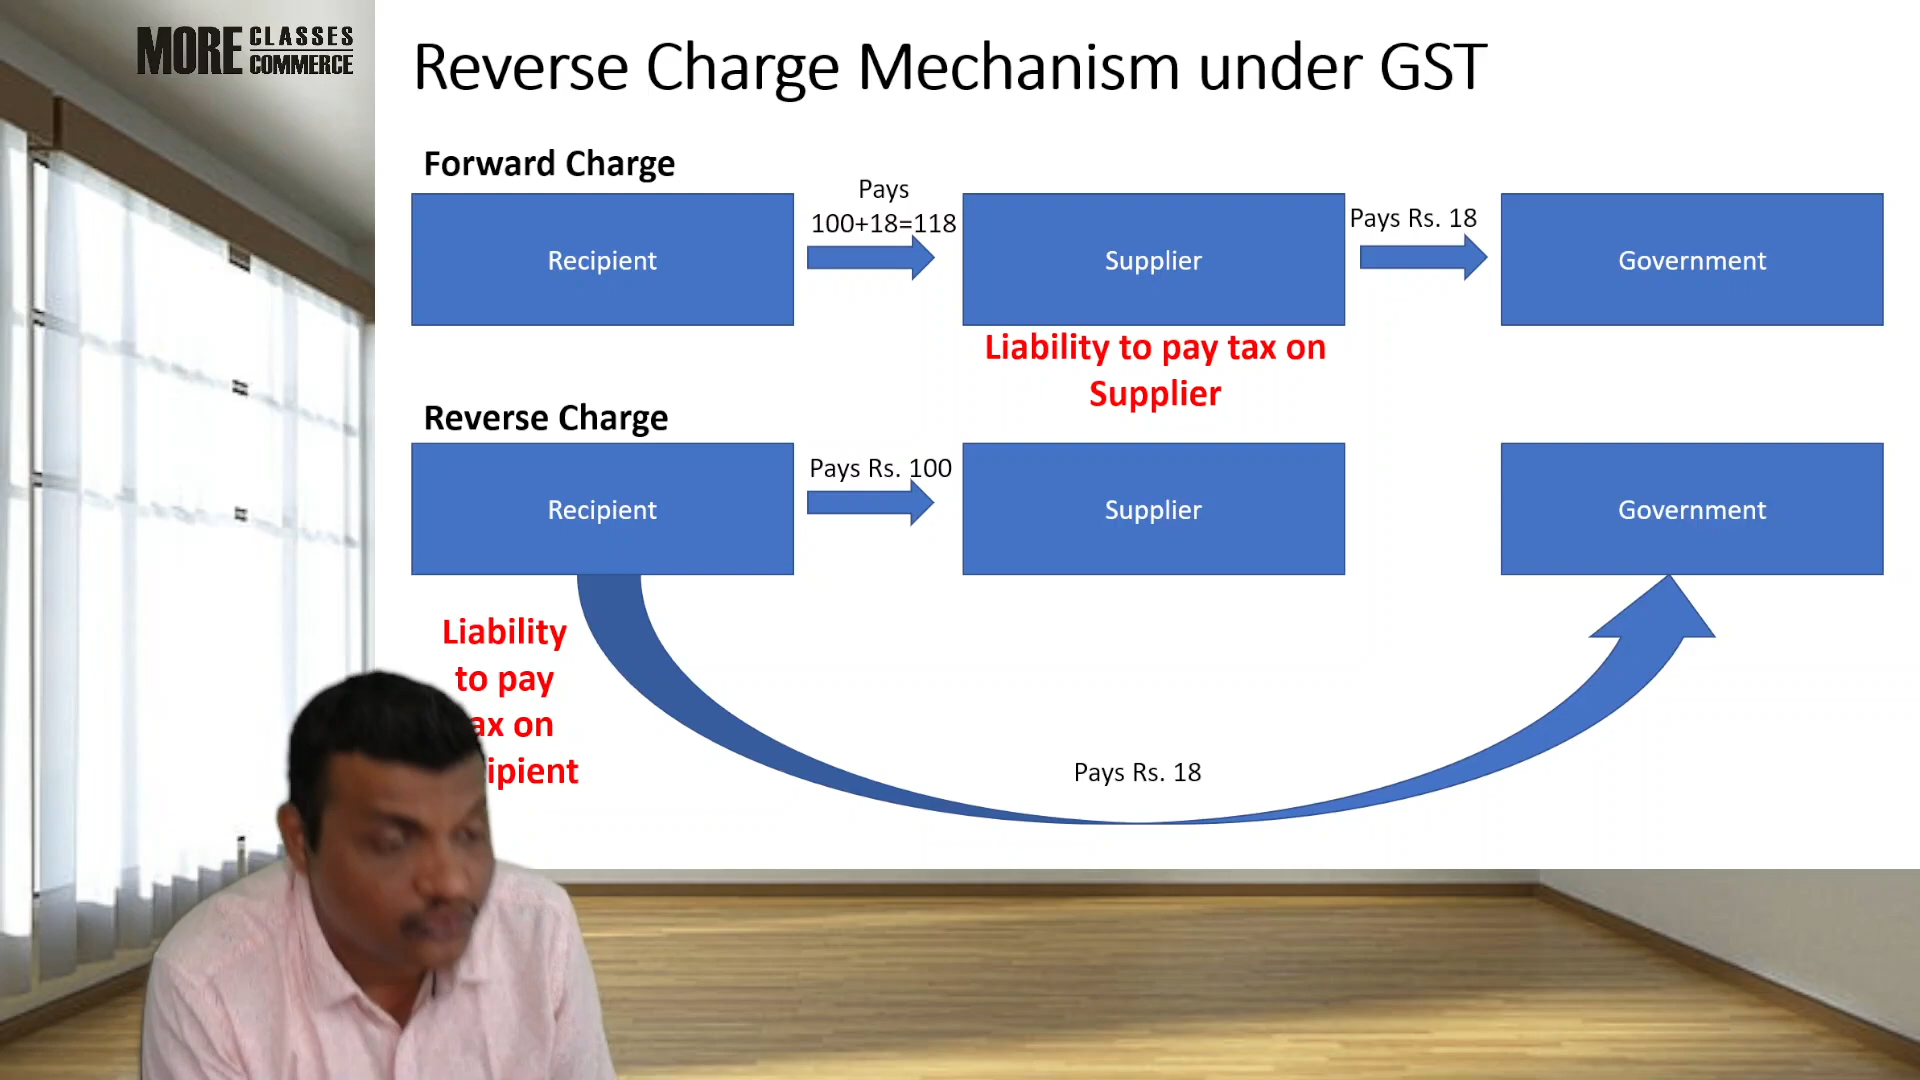 MORE CLASSES COMMERCE
Reverse Charge Mechanism under GST
Forward Charge
Recipient
Pays
100+18=118
Supplier
Pays Rs. 18
Government
Liability to pay tax on
Supplier
Reverse Charge
Recipient
Pays Rs. 100
Supplier
Government
Liability
to pay
on
Pays Rs. 18